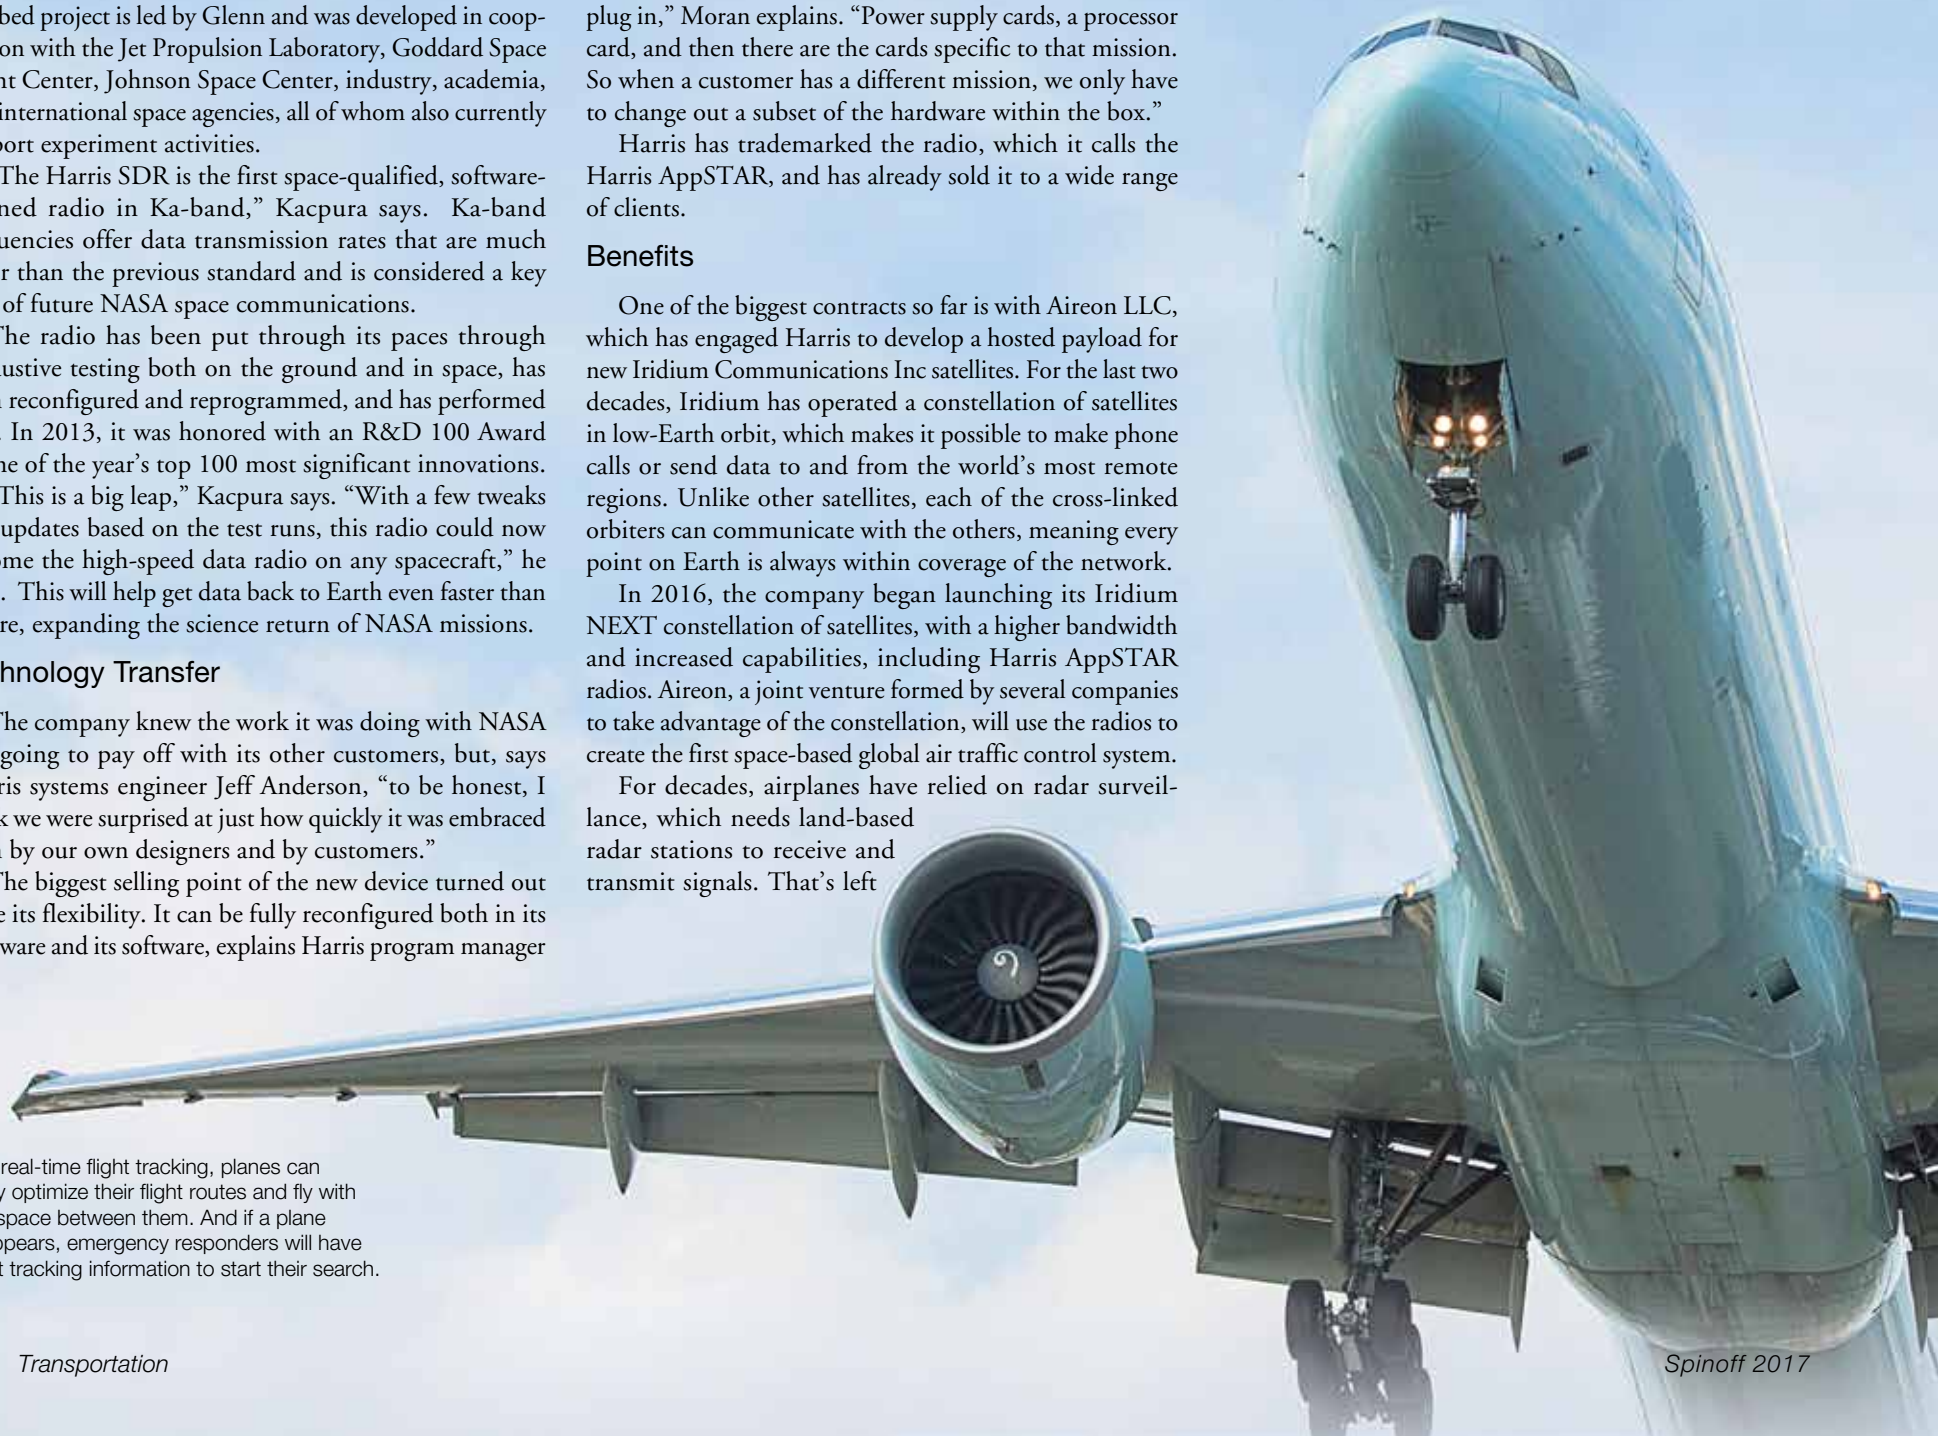 bed project is led by Glenn and was developed in coop-
on with the Jet Propulsion Laboratory, Goddard Space
nt Center, Johnson Space Center, industry, academia,
international space agencies, all of whom also currently
port experiment activities.
The Harris SDR is the first space-qualified, software-
ned radio in Ka-band,” Kacpura says. Ka-band
uencies offer data transmission rates that are much
r than the previous standard and is considered a key
of future NASA space communications.
The radio has been put through its paces through
ustive testing both on the ground and in space, has
n reconfigured and reprogrammed, and has performed
. In 2013, it was honored with an R&D 100 Award
ne of the year’s top 100 most significant innovations.
This is a big leap,” Kacpura says. “With a few tweaks
updates based on the test runs, this radio could now
ome the high-speed data radio on any spacecraft,” he
. This will help get data back to Earth even faster than
re, expanding the science return of NASA missions.
hnology Transfer
The company knew the work it was doing with NASA
going to pay off with its other customers, but, says
ris systems engineer Jeff Anderson, “to be honest, I
k we were surprised at just how quickly it was embraced
n by our own designers and by customers.”
The biggest selling point of the new device turned out
e its flexibility. It can be fully reconfigured both in its
ware and its software, explains Harris program manager
plug in,” Moran explains. “Power supply cards, a processor
card, and then there are the cards specific to that mission.
So when a customer has a different mission, we only have
to change out a subset of the hardware within the box.”
Harris has trademarked the radio, which it calls the
Harris AppSTAR, and has already sold it to a wide range
of clients.
Benefits
One of the biggest contracts so far is with Aireon LLC,
which has engaged Harris to develop a hosted payload for
new Iridium Communications Inc satellites. For the last two
decades, Iridium has operated a constellation of satellites
in low-Earth orbit, which makes it possible to make phone
calls or send data to and from the world’s most remote
regions. Unlike other satellites, each of the cross-linked
orbiters can communicate with the others, meaning every
point on Earth is always within coverage of the network.
In 2016, the company began launching its Iridium
NEXT constellation of satellites, with a higher bandwidth
and increased capabilities, including Harris AppSTAR
radios. Aireon, a joint venture formed by several companies
to take advantage of the constellation, will use the radios to
create the first space-based global air traffic control system.
For decades, airplanes have relied on radar surveil-
lance, which needs land-based
radar stations to receive and
transmit signals. That’s left
real-time flight tracking, planes can
y optimize their flight routes and fly with
space between them. And if a plane
ppears, emergency responders will have
t tracking information to start their search.
Transportation
Spinoff 2017